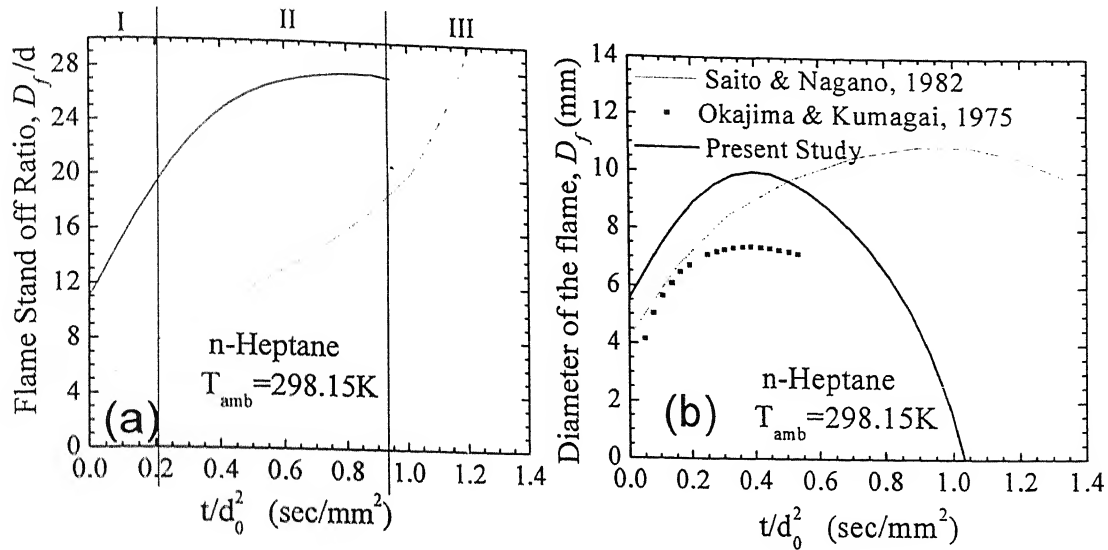 I II III
Flame Stand off Ratio, D_f/d
28
24
20
16
12
8
4
0
n-Heptane
T_amb=298.15K
(a)
0.0 0.2 0.4 0.6 0.8 1.0 1.2 1.4
t/d_0^2 (sec/mm^2)
Diameter of the flame, D_f (mm)
14
12
10
8
6
4
2
0
Saito & Nagano, 1982
Okajima & Kumagai, 1975
Present Study
n-Heptane
T_amb=298.15K
(b)
0.0 0.2 0.4 0.6 0.8 1.0 1.2 1.4
t/d_0^2 (sec/mm^2)